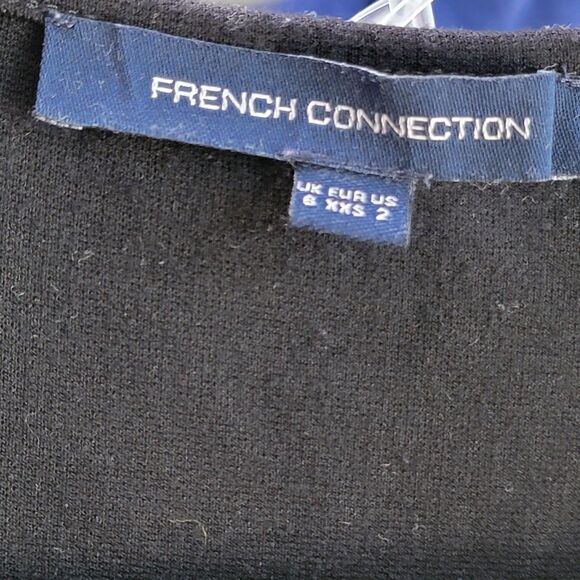 FRENCH CONNECTION
UK EUR US
6 XXS 2